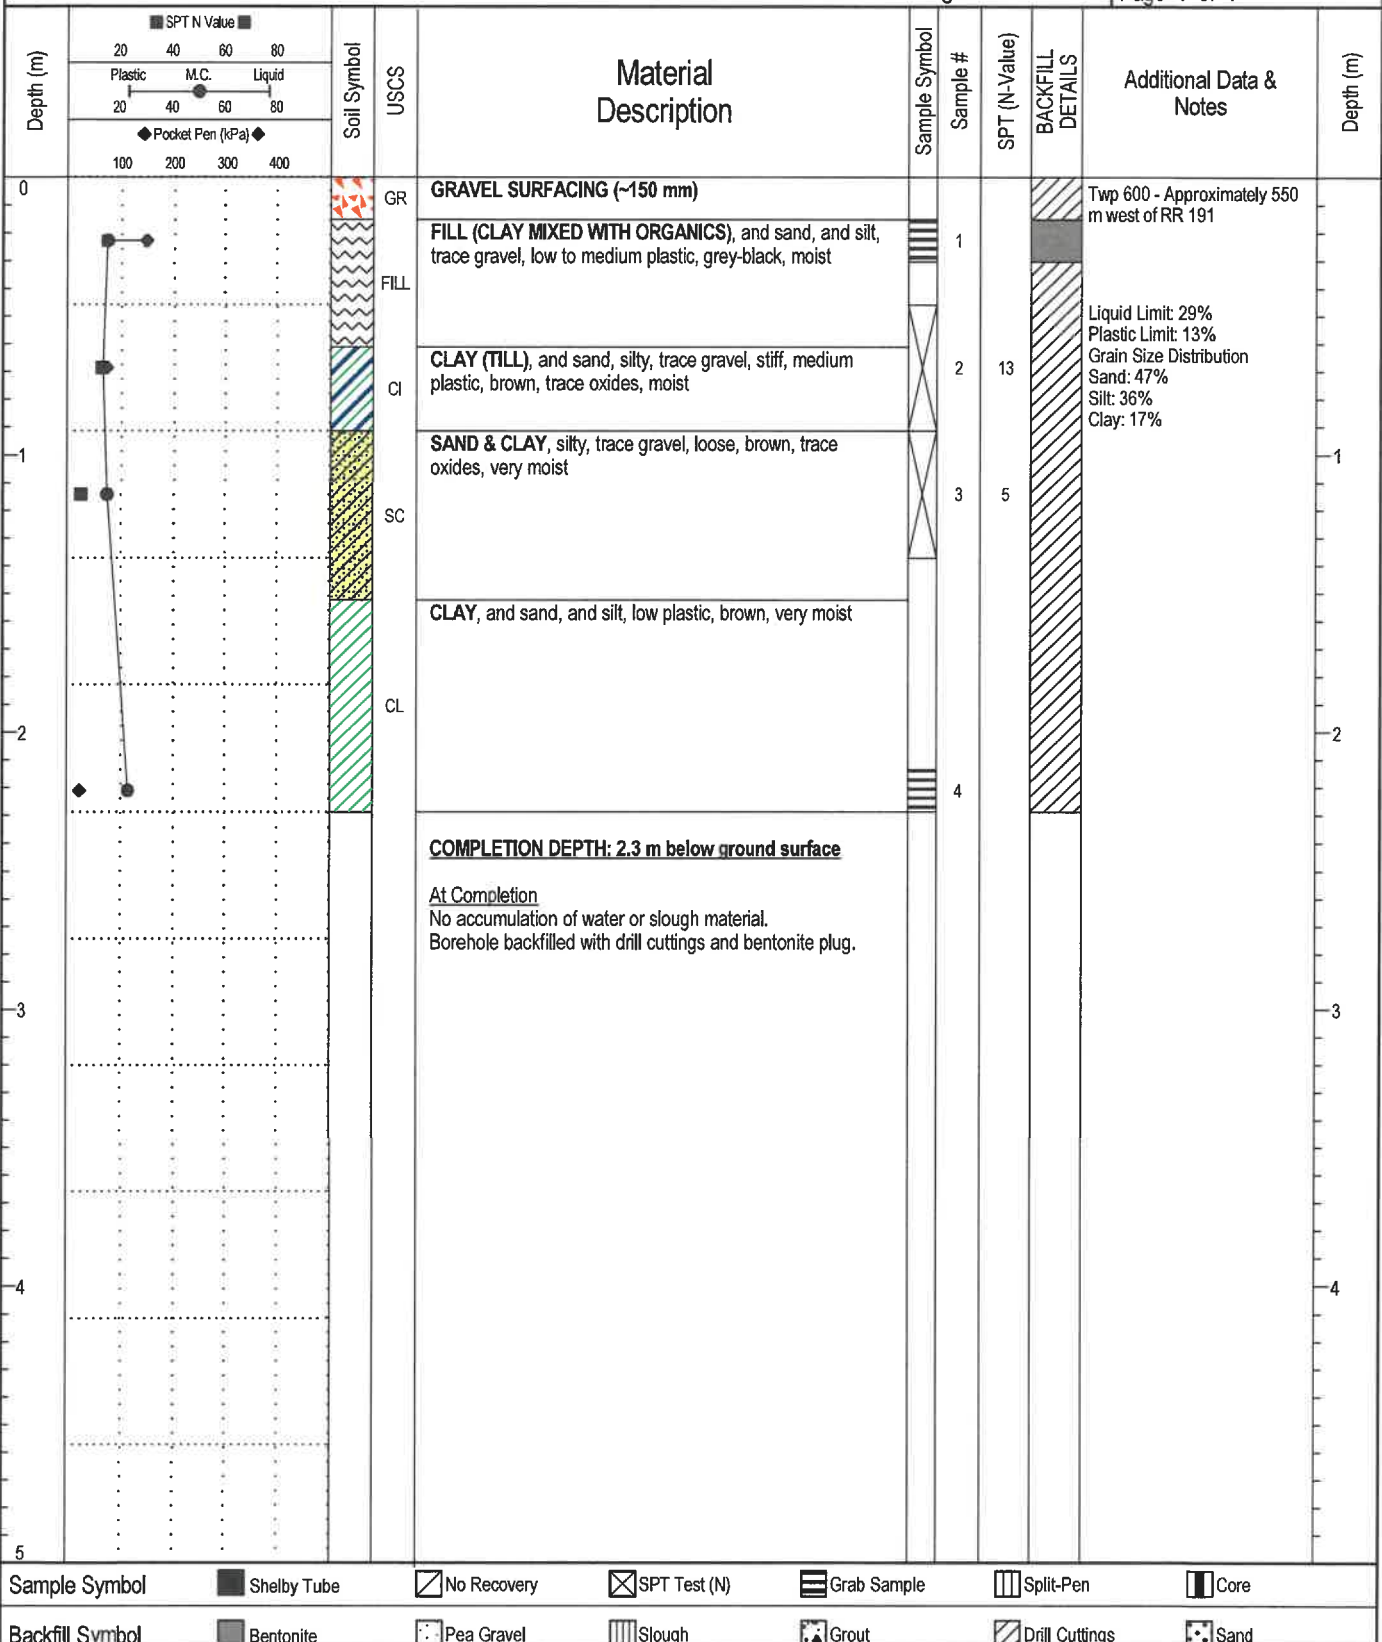 Depth (m)
SPT N Value
20 40 60 80
Plastic M.C. Liquid
20 40 60 80
Pocket Pen (kPa)
100 200 300 400
Soil Symbol
USCS
Material
Description
Sample Symbol
Sample #
SPT (N-Value)
BACKFILL
DETAILS
Additional Data &
Notes
Depth (m)
0
GR
GRAVEL SURFACING (~150 mm)
Twp 600 - Approximately 550
m west of RR 191
FILL
FILL (CLAY MIXED WITH ORGANICS), and sand, and silt,
trace gravel, low to medium plastic, grey-black, moist
1
Liquid Limit: 29%
Plastic Limit: 13%
Grain Size Distribution
Sand: 47%
Silt: 36%
Clay: 17%
CI
CLAY (TILL), and sand, silty, trace gravel, stiff, medium
plastic, brown, trace oxides, moist
2 13
1
SC
SAND & CLAY, silty, trace gravel, loose, brown, trace
oxides, very moist
3 5
1
CL
CLAY, and sand, and silt, low plastic, brown, very moist
2
2
4
COMPLETION DEPTH: 2.3 m below ground surface
At Completion
No accumulation of water or slough material.
Borehole backfilled with drill cuttings and bentonite plug.
3
3
4
4
5
Sample Symbol Shelby Tube No Recovery SPT Test (N) Grab Sample Split-Pen Core
Backfill Symbol Bentonite Pea Gravel Slough Grout Drill Cuttings Sand